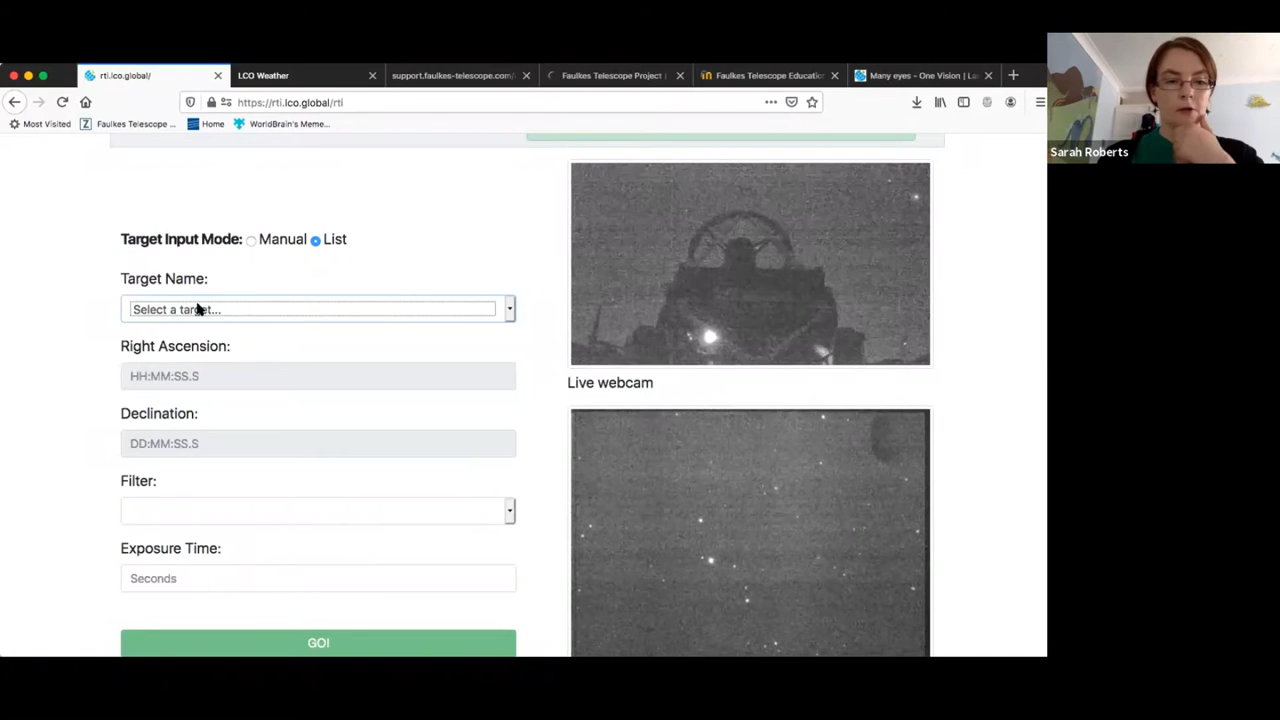 rti.lco.global/
LCO Weather
support.faulkes-telescope.com/
Faulkes Telescope Project |
Faulkes Telescope Education
Many eyes - One Vision | La
https://rti.lco.global/rti
Most Visited
Faulkes Telescope ...
Home
WorldBrain's Meme...
Sarah Roberts
Target Input Mode: Manual List
Target Name:
Select a target...
Right Ascension:
HH:MM:SS.S
Live webcam
Declination:
DD:MM:SS.S
Filter:
Exposure Time:
Seconds
GO!